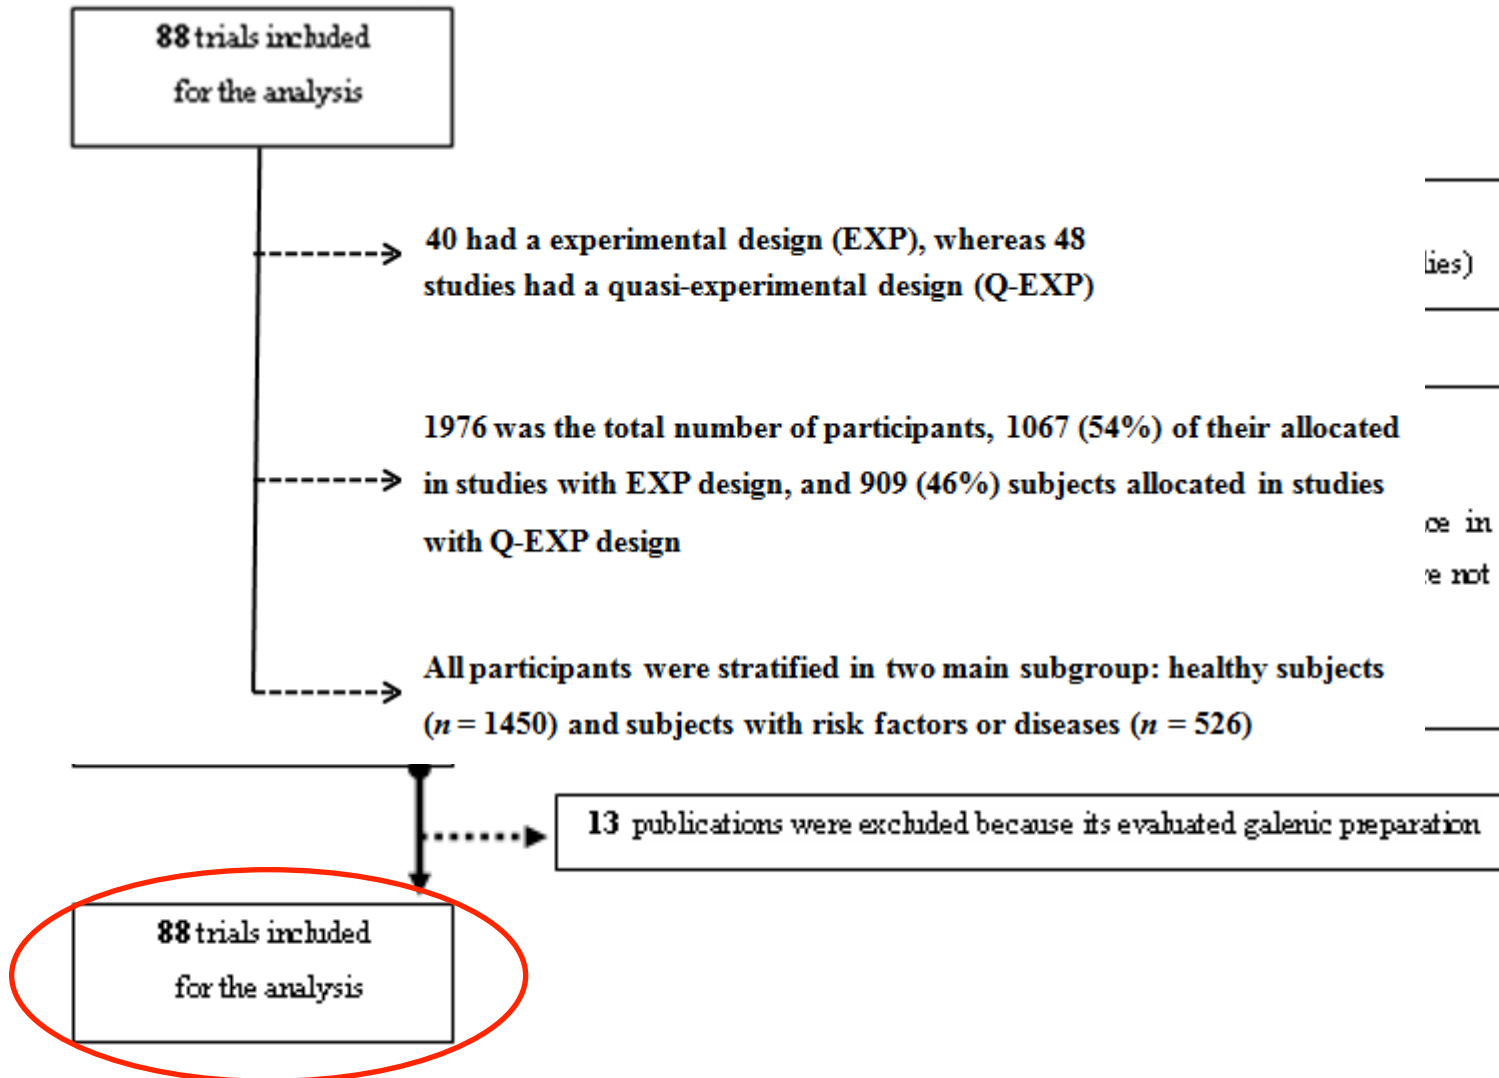 88 trials included
for the analysis
40 had a experimental design (EXP), whereas 48
studies had a quasi-experimental design (Q-EXP)
lies)
1976 was the total number of participants, 1067 (54%) of their allocated
in studies with EXP design, and 909 (46%) subjects allocated in studies
with Q-EXP design
ce in
e not
All participants were stratified in two main subgroup: healthy subjects
(n = 1450) and subjects with risk factors or diseases (n = 526)
13 publications were excluded because its evaluated galenic preparation
88 trials included
for the analysis